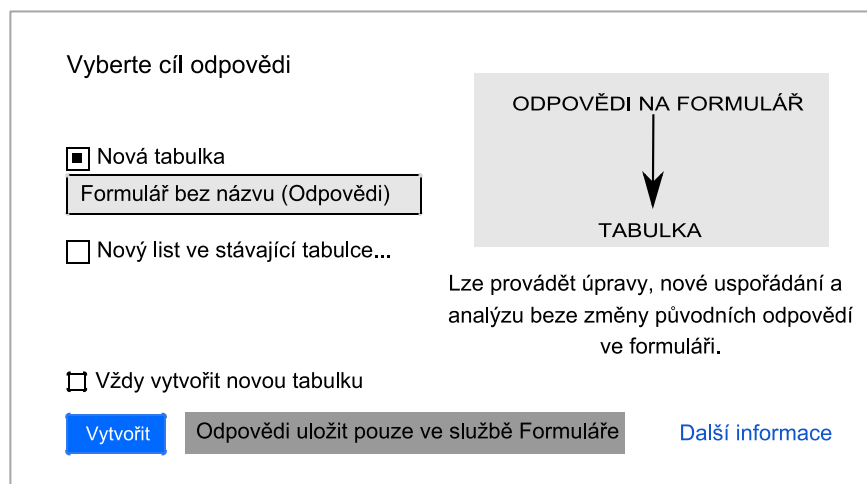 Vyberte cíl odpovědi
ODPOVĚDI NA FORMULÁŘ
TABULKA
Nová tabulka
Formulář bez názvu (Odpovědi)
Nový list ve stávající tabulce...
Lze provádět úpravy, nové uspořádání a
analýzu beze změny původních odpovědí
ve formuláři.
Vždy vytvořit novou tabulku
Vytvořit
Odpovědi uložit pouze ve službě Formuláře
Další informace